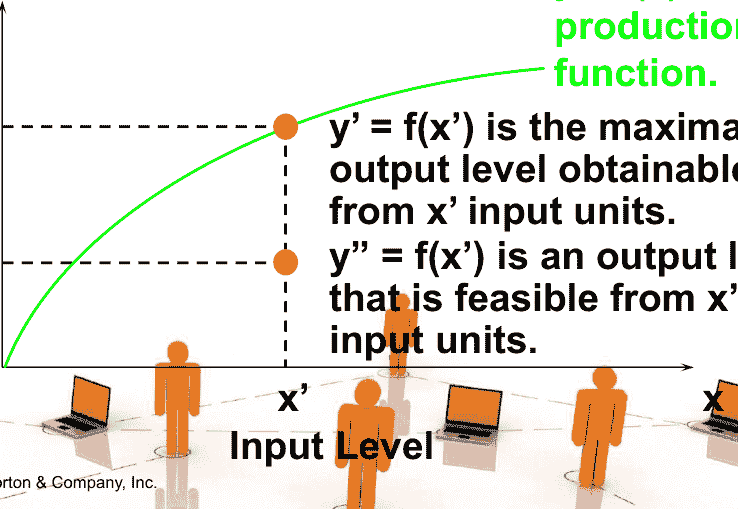 production
function.
y’ = f(x’) is the maximal
output level obtainable
from x’ input units.
y” = f(x’) is an output l
that is feasible from x’
input units.
x’
x
Input Level
orton & Company, Inc.